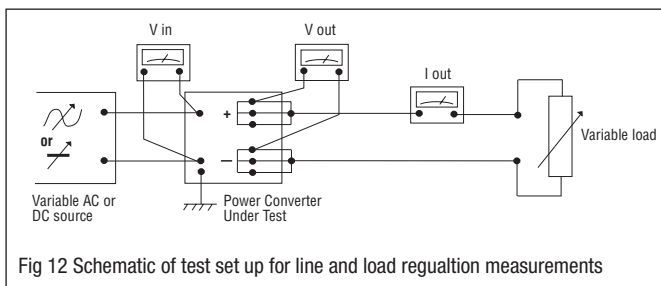 V in
V out
I out
+
–
or
Variable load
Variable AC or
DC source
Power Converter
Under Test
Fig 12 Schematic of test set up for line and load regualtion measurements